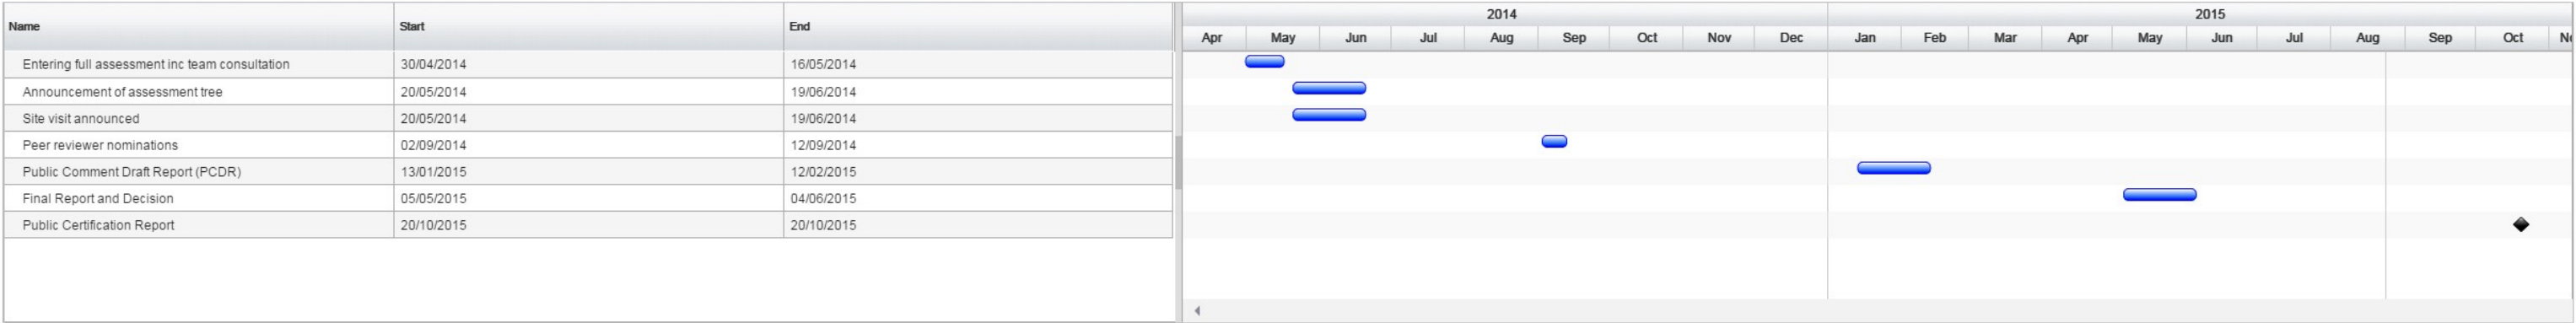 Name Start End 2014 2015
Apr May Jun Jul Aug Sep Oct Nov Dec Jan Feb Mar Apr May Jun Jul Aug Sep Oct
Entering full assessment inc team consultation 30/04/2014 16/05/2014
Announcement of assessment tree 20/05/2014 19/06/2014
Site visit announced 20/05/2014 19/06/2014
Peer reviewer nominations 02/09/2014 12/09/2014
Public Comment Draft Report (PCDR) 13/01/2015 12/02/2015
Final Report and Decision 05/05/2015 04/06/2015
Public Certification Report 20/10/2015 20/10/2015